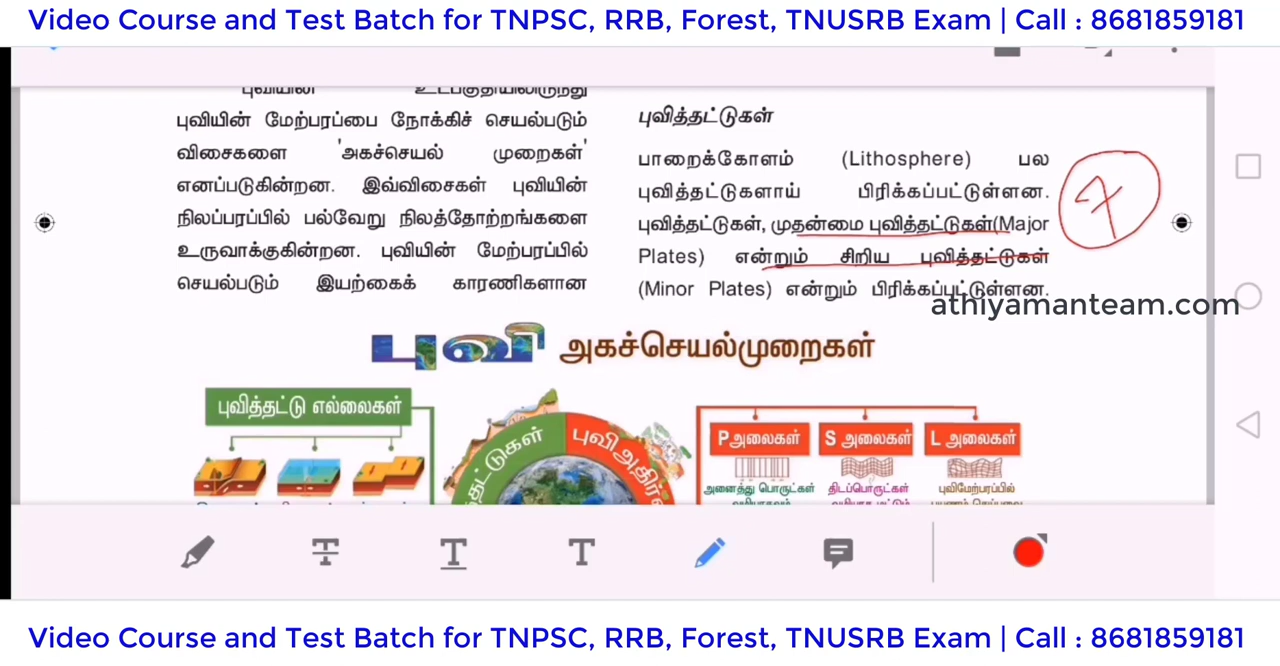 Video Course and Test Batch for TNPSC, RRB, Forest, TNUSRB Exam | Call : 8681859181
புவியின் உட்பகுதியிலிருந்து
புவியின் மேற்பரப்பை நோக்கிச் செயல்படும்
விசைகளை 'அகச்செயல் முறைகள்'
எனப்படுகின்றன. இவ்விசைகள் புவியின்
நிலப்பரப்பில் பல்வேறு நிலத்தோற்றங்களை
உருவாக்குகின்றன. புவியின் மேற்பரப்பில்
செயல்படும் இயற்கைக் காரணிகளான
புவித்தட்டுகள்
பாறைக்கோளம் (Lithosphere) பல
புவித்தட்டுகளாய் பிரிக்கப்பட்டுள்ளன.
புவித்தட்டுகள், முதன்மை புவித்தட்டுகள்(Major
Plates) என்றும் சிறிய புவித்தட்டுகள்
(Minor Plates) என்றும் பிரிக்கப்பட்டுள்ளன.
7
athiyamanteam.com
புவி அகச்செயல்முறைகள்
புவித்தட்டு எல்லைகள்
புவிஅதிர்
P அலைகள்
S அலைகள்
L அலைகள்
அனைத்து பொருட்கள்
திடப்பொருட்கள்
புவிமேற்பரப்பில்
Video Course and Test Batch for TNPSC, RRB, Forest, TNUSRB Exam | Call : 8681859181